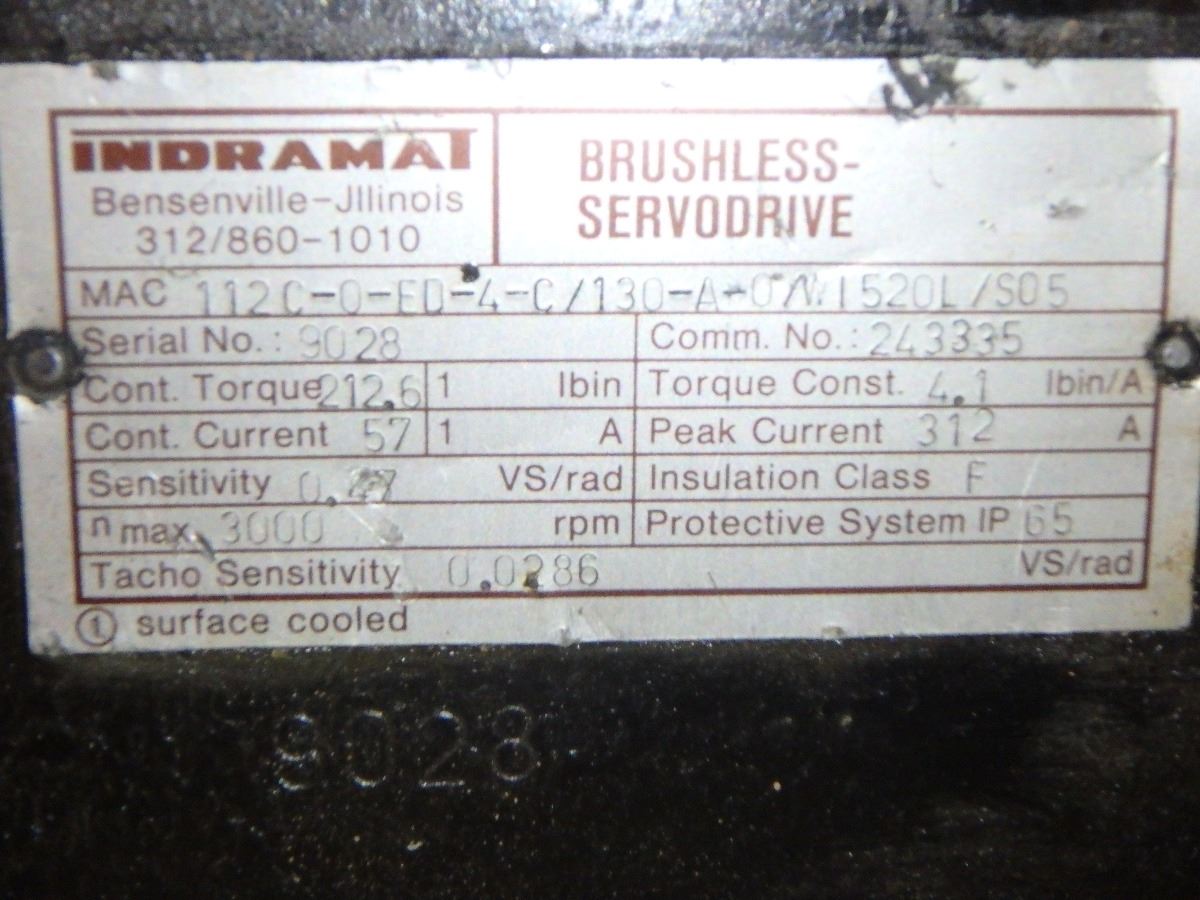 INDRAMAT
Bensenville-Jllinois
312/860-1010
BRUSHLESS-
SERVODRIVE
MAC 112C-0-ED-4-C/130-A-0/WI520L/S05
Serial No.: 9028
Comm. No.: 243335
Cont. Torque 212.6 1 lbin
Torque Const. 4.1 lbin/A
Cont. Current 57 1 A
Peak Current 312 A
Sensitivity 0.47 VS/rad
Insulation Class F
n max. 3000 rpm
Protective System IP 65
Tacho Sensitivity 0.0286 VS/rad
① surface cooled
9028